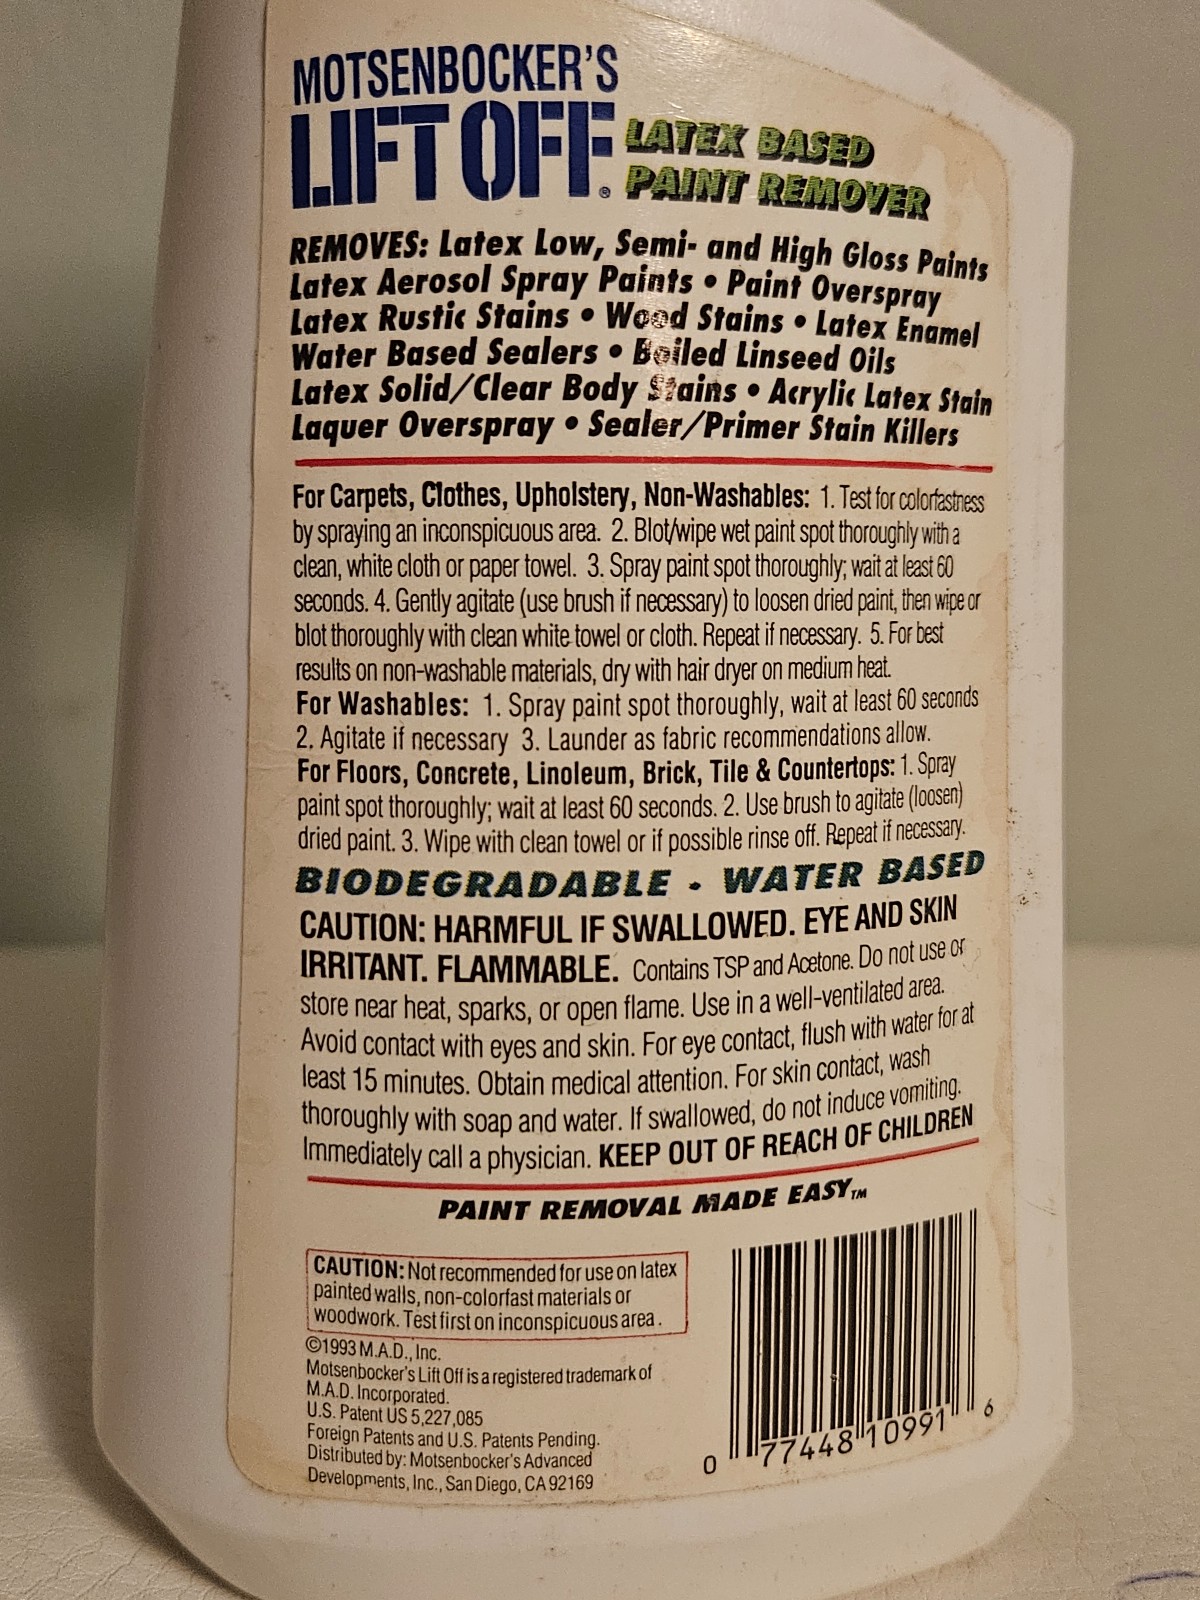 MOTSENBOCKER'S
LIFT OFF® LATEX BASED
PAINT REMOVER
REMOVES: Latex Low, Semi- and High Gloss Paints
Latex Aerosol Spray Paints • Paint Overspray
Latex Rustic Stains • Wood Stains • Latex Enamel
Water Based Sealers • Boiled Linseed Oils
Latex Solid/Clear Body Stains • Acrylic Latex Stain
Laquer Overspray • Sealer/Primer Stain Killers
For Carpets, Clothes, Upholstery, Non-Washables: 1. Test for colorfastness
by spraying an inconspicuous area. 2. Blot/wipe wet paint spot thoroughly with a
clean, white cloth or paper towel. 3. Spray paint spot thoroughly; wait at least 60
seconds. 4. Gently agitate (use brush if necessary) to loosen dried paint, then wipe or
blot thoroughly with clean white towel or cloth. Repeat if necessary. 5. For best
results on non-washable materials, dry with hair dryer on medium heat.
For Washables: 1. Spray paint spot thoroughly, wait at least 60 seconds
2. Agitate if necessary 3. Launder as fabric recommendations allow.
For Floors, Concrete, Linoleum, Brick, Tile & Countertops: 1. Spray
paint spot thoroughly; wait at least 60 seconds. 2. Use brush to agitate (loosen)
dried paint. 3. Wipe with clean towel or if possible rinse off. Repeat if necessary.
BIODEGRADABLE • WATER BASED
CAUTION: HARMFUL IF SWALLOWED. EYE AND SKIN
IRRITANT. FLAMMABLE. Contains TSP and Acetone. Do not use or
store near heat, sparks, or open flame. Use in a well-ventilated area.
Avoid contact with eyes and skin. For eye contact, flush with water for at
least 15 minutes. Obtain medical attention. For skin contact, wash
thoroughly with soap and water. If swallowed, do not induce vomiting.
Immediately call a physician. KEEP OUT OF REACH OF CHILDREN
PAINT REMOVAL MADE EASY™
CAUTION: Not recommended for use on latex
painted walls, non-colorfast materials or
woodwork. Test first on inconspicuous area.
©1993 M.A.D., Inc.
Motsenbocker's Lift Off is a registered trademark of
M.A.D. Incorporated.
U.S. Patent US 5,227,085
Foreign Patents and U.S. Patents Pending.
Distributed by: Motsenbocker's Advanced
Developments, Inc., San Diego, CA 92169
0 77448 10991 6